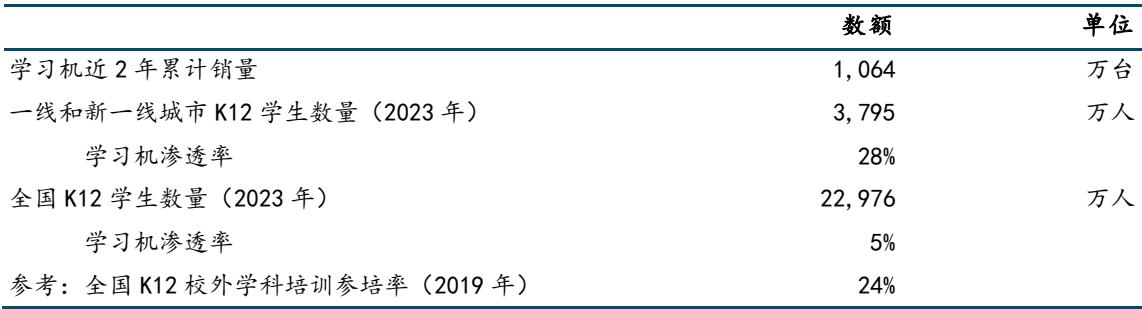 数额 单位
学习机近 2 年累计销量 1,064 万台
一线和新一线城市 K12 学生数量（2023 年） 3,795 万人
学习机渗透率 28%
全国 K12 学生数量（2023 年） 22,976 万人
学习机渗透率 5%
参考：全国 K12 校外学科培训参培率（2019 年） 24%